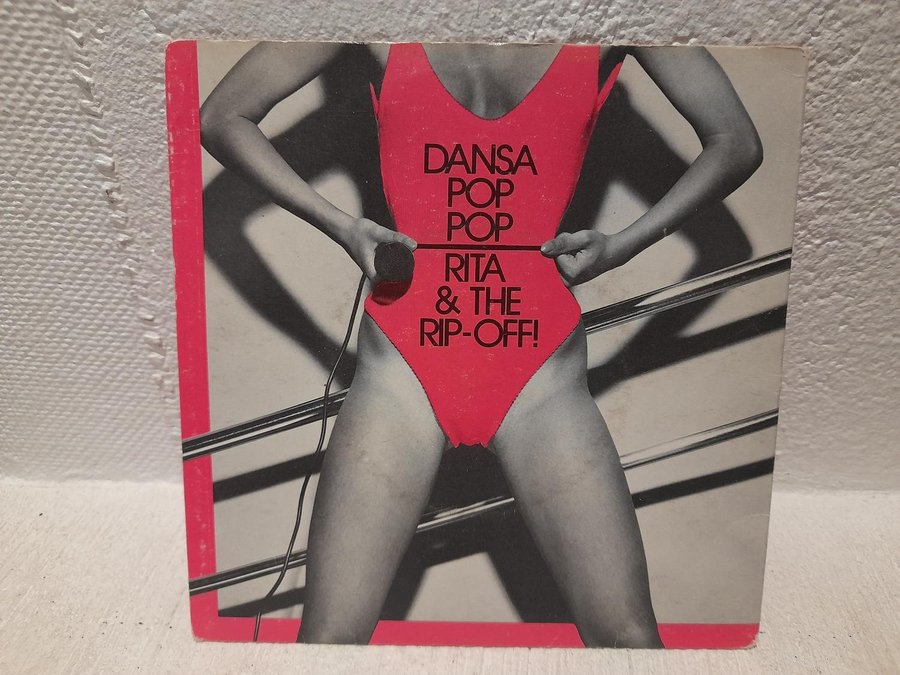 DANSA
POP
POP
RITA
& THE
RIP-OFF!